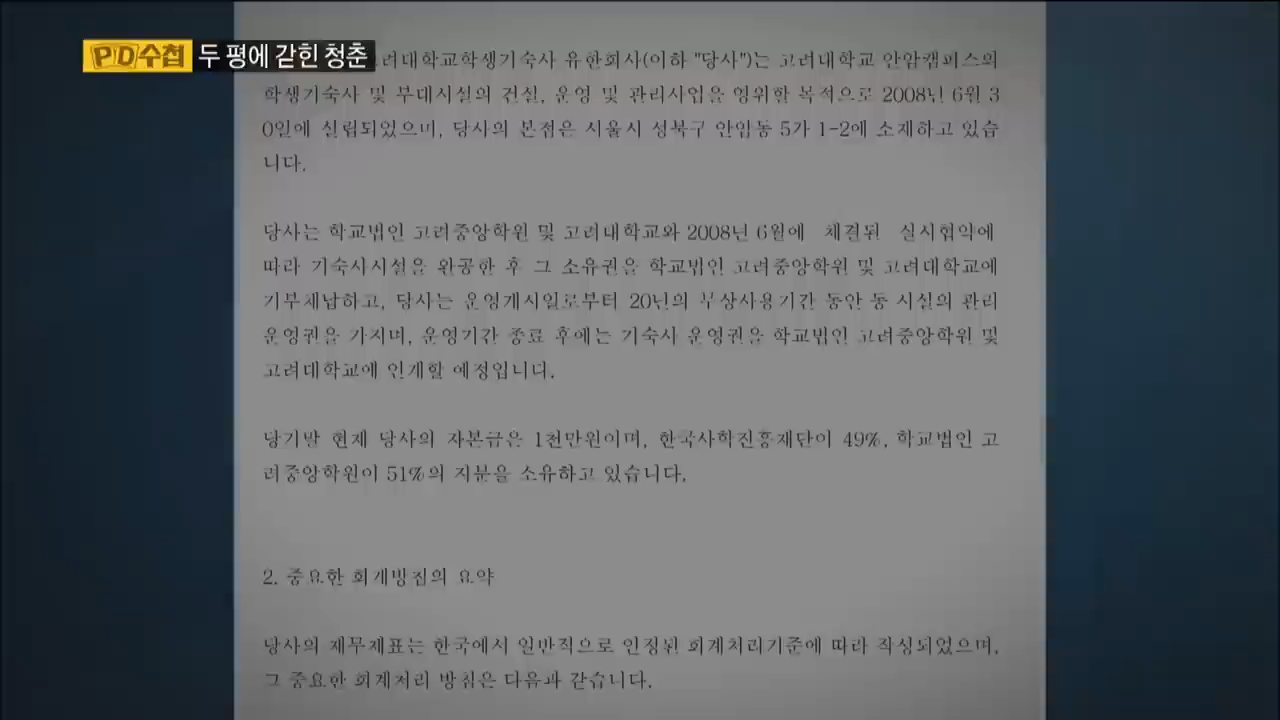 PD수첩 두 평에 갇힌 청춘
려대학교학생기숙사 유한회사(이하 "당사")는 고려대학교 안암캠퍼스의
학생기숙사 및 부대시설의 건설, 운영 및 관리사업을 영위할 목적으로 2008년 6월 3
0일에 설립되었으며, 당사의 본점은 서울시 성북구 안암동 5가 1-2에 소재하고 있습
니다.
당사는 학교법인 고려중앙학원 및 고려대학교와 2008년 6월에 체결된 실시협약에
따라 기숙사시설을 완공한 후 그 소유권을 학교법인 고려중앙학원 및 고려대학교에
기부채납하고, 당사는 운영개시일로부터 20년의 무상사용기간 동안 동 시설의 관리
운영권을 가지며, 운영기간 종료 후에는 기숙사 운영권을 학교법인 고려중앙학원 및
고려대학교에 인계할 예정입니다.
당기말 현재 당사의 자본금은 1천만원이며, 한국사학진흥재단이 49%, 학교법인 고
려중앙학원이 51%의 지분을 소유하고 있습니다.
2. 중요한 회계방침의 요약
당사의 재무제표는 한국에서 일반적으로 인정된 회계처리기준에 따라 작성되었으며,
그 중요한 회계처리 방침은 다음과 같습니다.